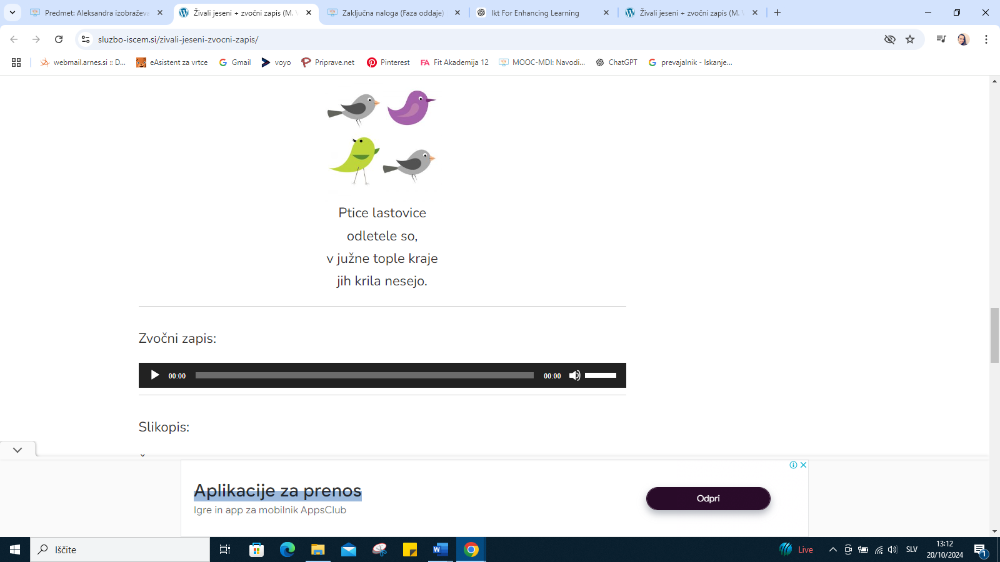 Predmet: Aleksandra izobraževa
Živali jeseni + zvočni zapis (M. V
Zaključna naloga (Faza oddaje)
Ikt For Enhancing Learning
Živali jeseni + zvočni zapis (M. V
sluzbo-iscem.si/zivali-jeseni-zvocni-zapis/
webmail.arnes.si :: D...
eAsistent za vrtce
Gmail
voyo
Priprave.net
Pinterest
FA Fit Akademija 12
MOOC-MDI: Navodi...
ChatGPT
prevajalnik - Iskanje...
Ptice lastovice
odletele so,
v južne tople kraje
jih krila nesejo.
Zvočni zapis:
00:00 00:00
Slikopis:
Aplikacije za prenos
Igre in app za mobilnik AppsClub
Odpri
Iščite
Live
SLV
13:12
20/10/2024
1